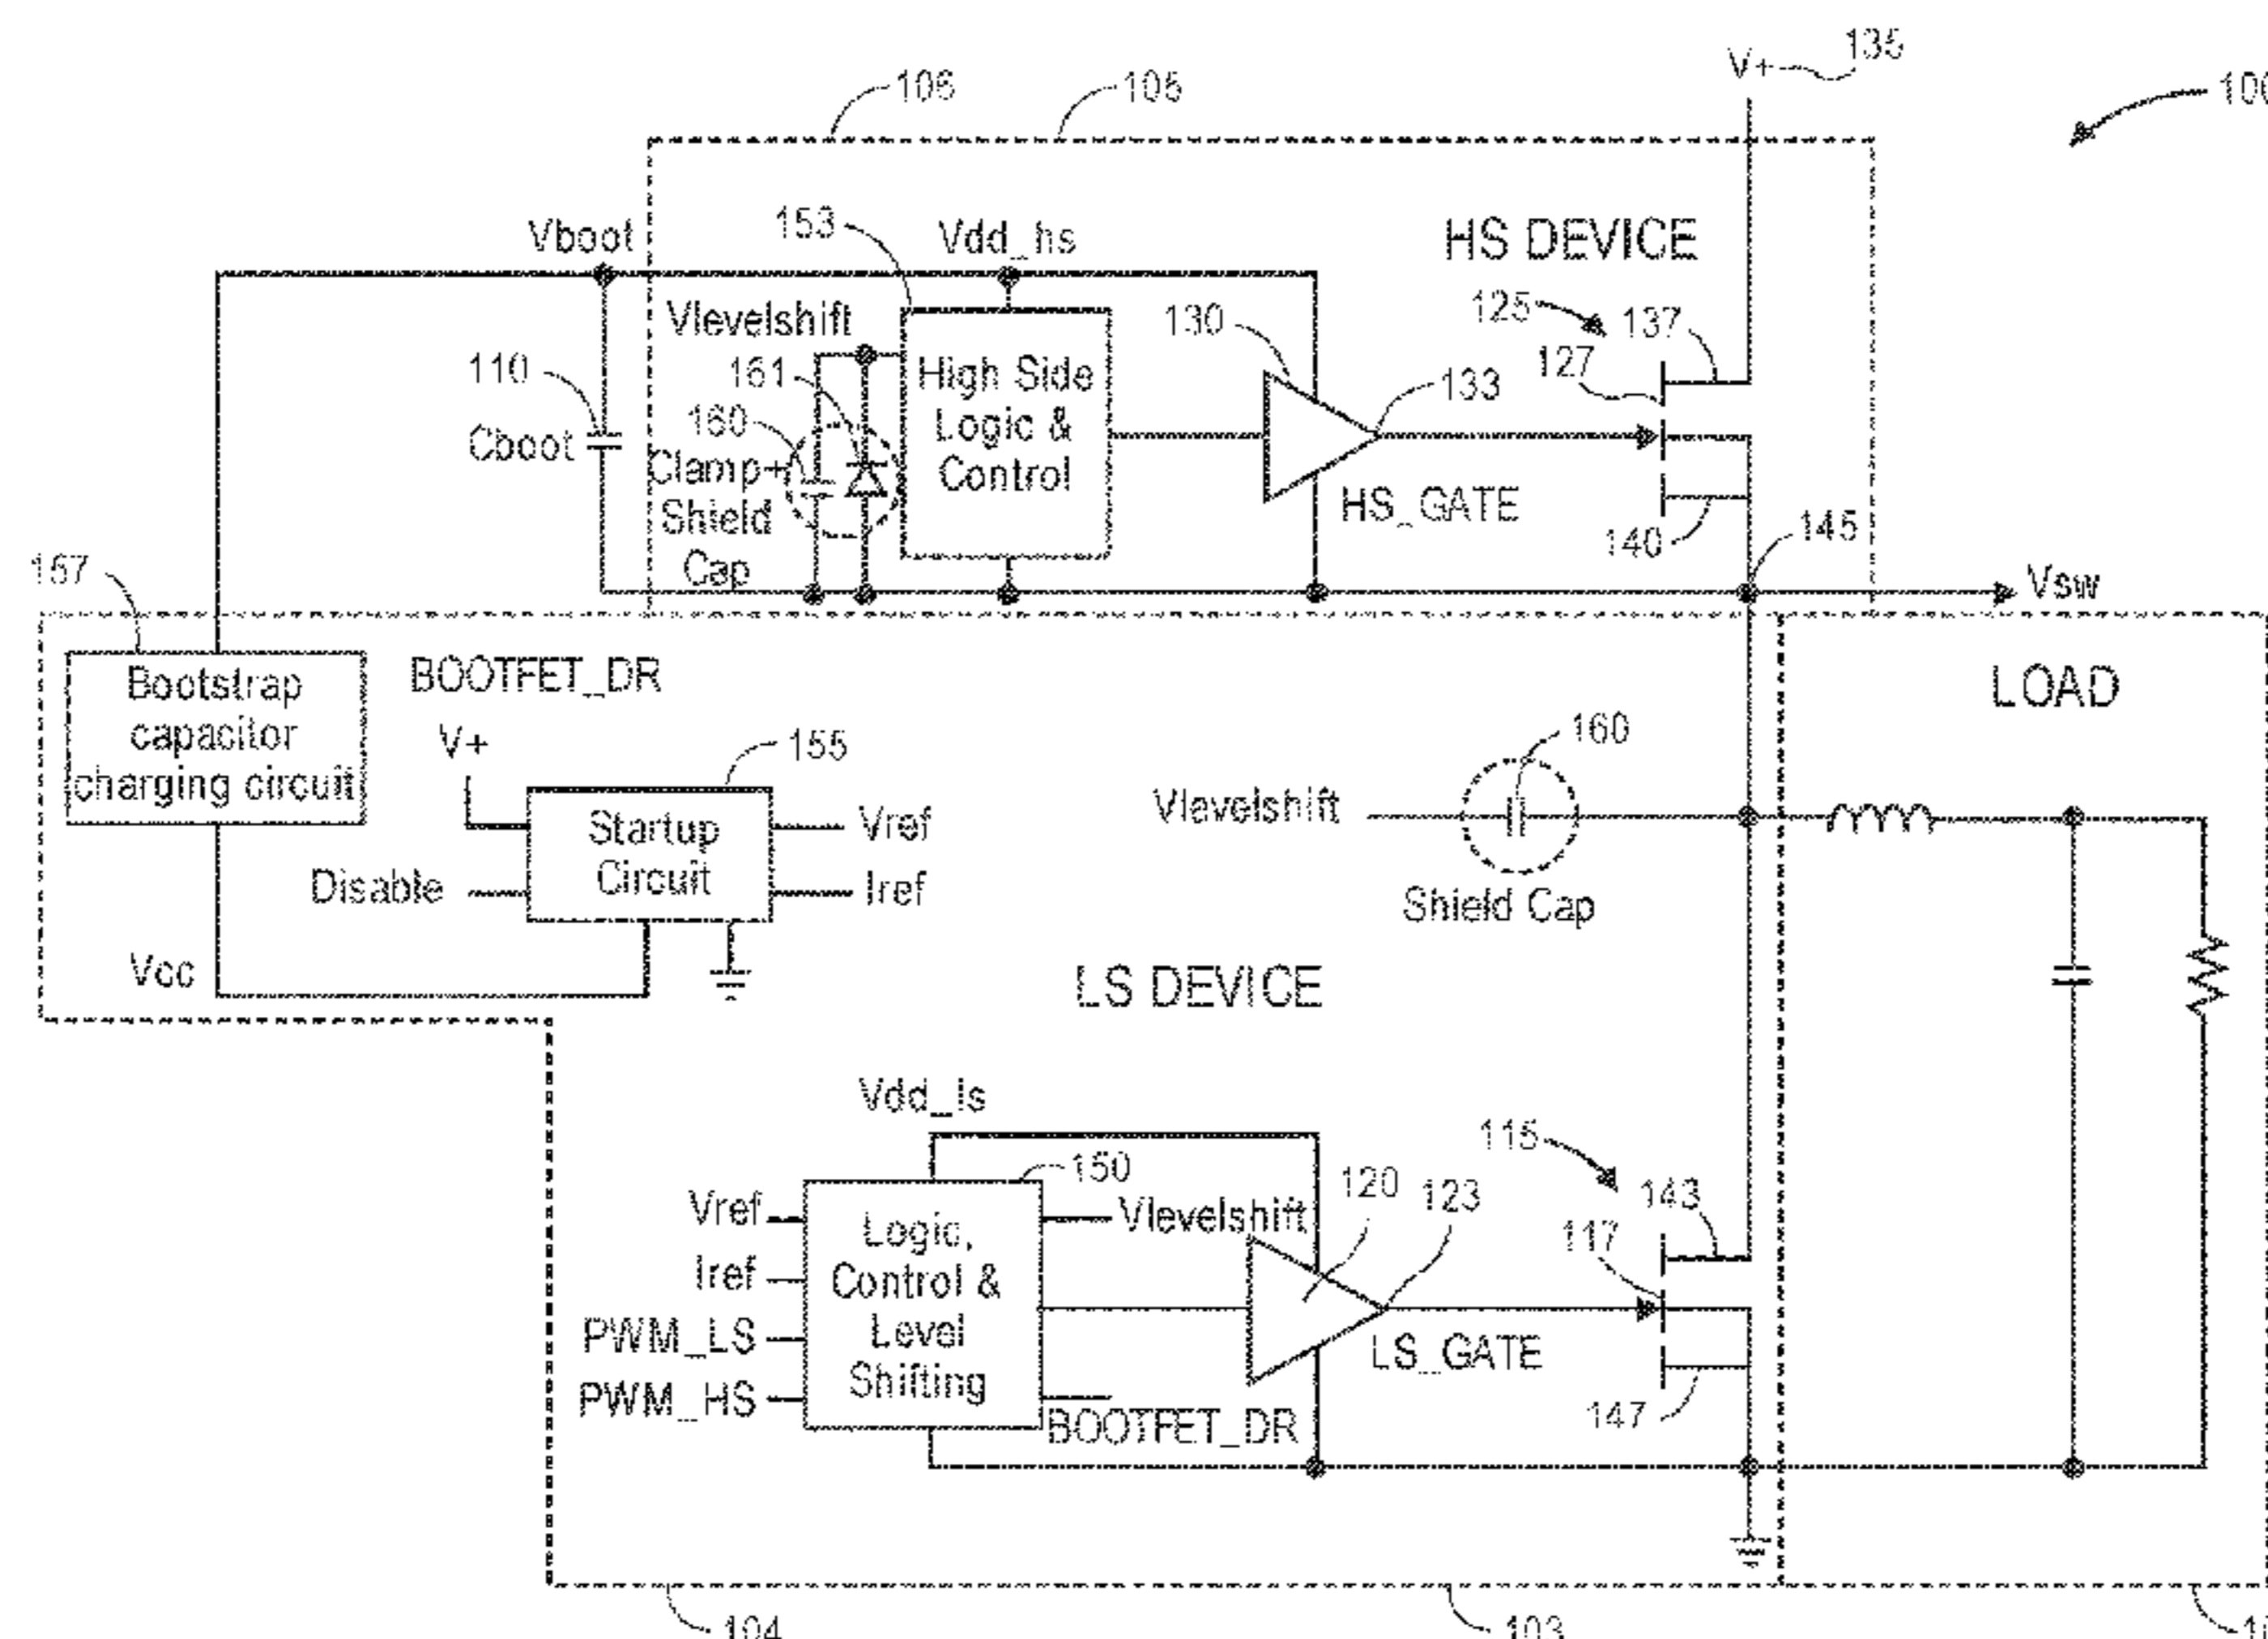 V+ 135
106
105
100
153
Vboot
Vdd_hs
HS DEVICE
Vlevelshift
130
125
137
110
161
127
133
160
High Side
Logic &
Control
Cboot
Clamp+
Shield
Cap
HS_GATE
140
145
157
Vsw
Bootstrap
capacitor
charging circuit
BOOTFET_DR
LOAD
V+
155
160
Startup
Circuit
Vref
Vlevelshift
Disable
Iref
Shield Cap
Vcc
LS DEVICE
Vdd_ls
115
150
120
123
143
Vref
Logic,
Control &
Level
Shifting
Vlevelshift
117
Iref
PWM_LS
LS_GATE
PWM_HS
BOOTFET_DR
147
104
103